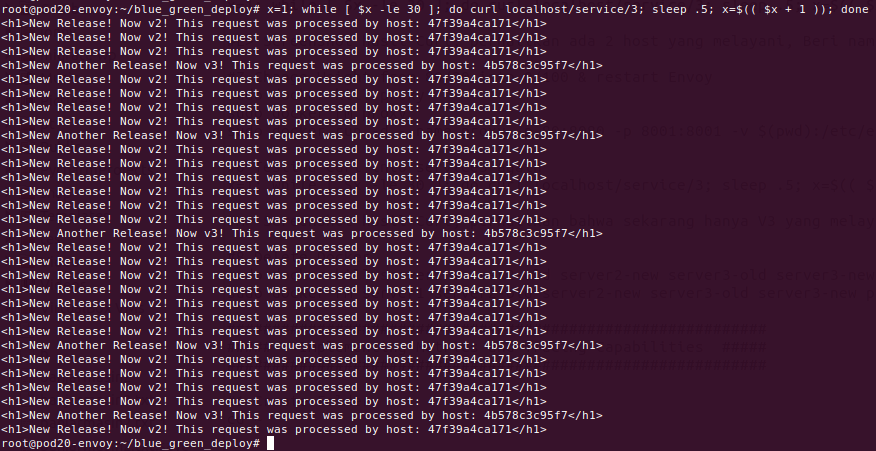 root@pod20-envoy:~/blue_green_deploy# x=1; while [ $x -le 30 ]; do curl localhost/service/3; sleep .5; x=$(( $x + 1 )); done
<h1>New Release! Now v2! This request was processed by host: 47f39a4ca171</h1>
<h1>New Release! Now v2! This request was processed by host: 47f39a4ca171</h1>
<h1>New Release! Now v2! This request was processed by host: 47f39a4ca171</h1>
<h1>New Another Release! Now v3! This request was processed by host: 4b578c3c95f7</h1>
<h1>New Release! Now v2! This request was processed by host: 47f39a4ca171</h1>
<h1>New Release! Now v2! This request was processed by host: 47f39a4ca171</h1>
<h1>New Release! Now v2! This request was processed by host: 47f39a4ca171</h1>
<h1>New Release! Now v2! This request was processed by host: 47f39a4ca171</h1>
<h1>New Another Release! Now v3! This request was processed by host: 4b578c3c95f7</h1>
<h1>New Release! Now v2! This request was processed by host: 47f39a4ca171</h1>
<h1>New Release! Now v2! This request was processed by host: 47f39a4ca171</h1>
<h1>New Release! Now v2! This request was processed by host: 47f39a4ca171</h1>
<h1>New Release! Now v2! This request was processed by host: 47f39a4ca171</h1>
<h1>New Release! Now v2! This request was processed by host: 47f39a4ca171</h1>
<h1>New Release! Now v2! This request was processed by host: 47f39a4ca171</h1>
<h1>New Another Release! Now v3! This request was processed by host: 4b578c3c95f7</h1>
<h1>New Release! Now v2! This request was processed by host: 47f39a4ca171</h1>
<h1>New Release! Now v2! This request was processed by host: 47f39a4ca171</h1>
<h1>New Release! Now v2! This request was processed by host: 47f39a4ca171</h1>
<h1>New Release! Now v2! This request was processed by host: 47f39a4ca171</h1>
<h1>New Release! Now v2! This request was processed by host: 47f39a4ca171</h1>
<h1>New Release! Now v2! This request was processed by host: 47f39a4ca171</h1>
<h1>New Release! Now v2! This request was processed by host: 47f39a4ca171</h1>
<h1>New Another Release! Now v3! This request was processed by host: 4b578c3c95f7</h1>
<h1>New Release! Now v2! This request was processed by host: 47f39a4ca171</h1>
<h1>New Release! Now v2! This request was processed by host: 47f39a4ca171</h1>
<h1>New Release! Now v2! This request was processed by host: 47f39a4ca171</h1>
<h1>New Release! Now v2! This request was processed by host: 47f39a4ca171</h1>
<h1>New Another Release! Now v3! This request was processed by host: 4b578c3c95f7</h1>
<h1>New Release! Now v2! This request was processed by host: 47f39a4ca171</h1>
root@pod20-envoy:~/blue_green_deploy#